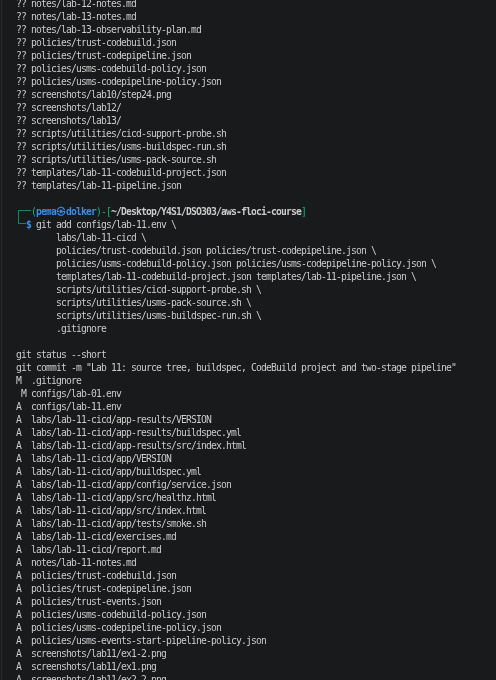 ?? notes/lab-12-notes.md
?? notes/lab-13-notes.md
?? notes/lab-13-observability-plan.md
?? policies/trust-codebuild.json
?? policies/trust-codepipeline.json
?? policies/usms-codebuild-policy.json
?? policies/usms-codepipeline-policy.json
?? screenshots/lab10/step24.png
?? screenshots/lab12/
?? screenshots/lab13/
?? scripts/utilities/cicd-support-probe.sh
?? scripts/utilities/usms-buildspec-run.sh
?? scripts/utilities/usms-pack-source.sh
?? templates/lab-11-codebuild-project.json
?? templates/lab-11-pipeline.json
┌──(pema㉿dolker)-[~/Desktop/Y4S1/DSO303/aws-floci-course]
└─$ git add configs/lab-11.env \
labs/lab-11-cicd \
policies/trust-codebuild.json policies/trust-codepipeline.json \
policies/usms-codebuild-policy.json policies/usms-codepipeline-policy.json \
templates/lab-11-codebuild-project.json templates/lab-11-pipeline.json \
scripts/utilities/cicd-support-probe.sh \
scripts/utilities/usms-pack-source.sh \
scripts/utilities/usms-buildspec-run.sh \
.gitignore
git status --short
git commit -m "Lab 11: source tree, buildspec, CodeBuild project and two-stage pipeline"
M  .gitignore
 M configs/lab-01.env
A  configs/lab-11.env
A  labs/lab-11-cicd/app-results/VERSION
A  labs/lab-11-cicd/app-results/buildspec.yml
A  labs/lab-11-cicd/app-results/src/index.html
A  labs/lab-11-cicd/app/VERSION
A  labs/lab-11-cicd/app/buildspec.yml
A  labs/lab-11-cicd/app/config/service.json
A  labs/lab-11-cicd/app/src/healthz.html
A  labs/lab-11-cicd/app/src/index.html
A  labs/lab-11-cicd/app/tests/smoke.sh
A  labs/lab-11-cicd/exercises.md
A  labs/lab-11-cicd/report.md
A  notes/lab-11-notes.md
A  policies/trust-codebuild.json
A  policies/trust-codepipeline.json
A  policies/trust-events.json
A  policies/usms-codebuild-policy.json
A  policies/usms-codepipeline-policy.json
A  policies/usms-events-start-pipeline-policy.json
A  screenshots/lab11/ex1-2.png
A  screenshots/lab11/ex1.png
A  screenshots/lab11/ex2-2.png